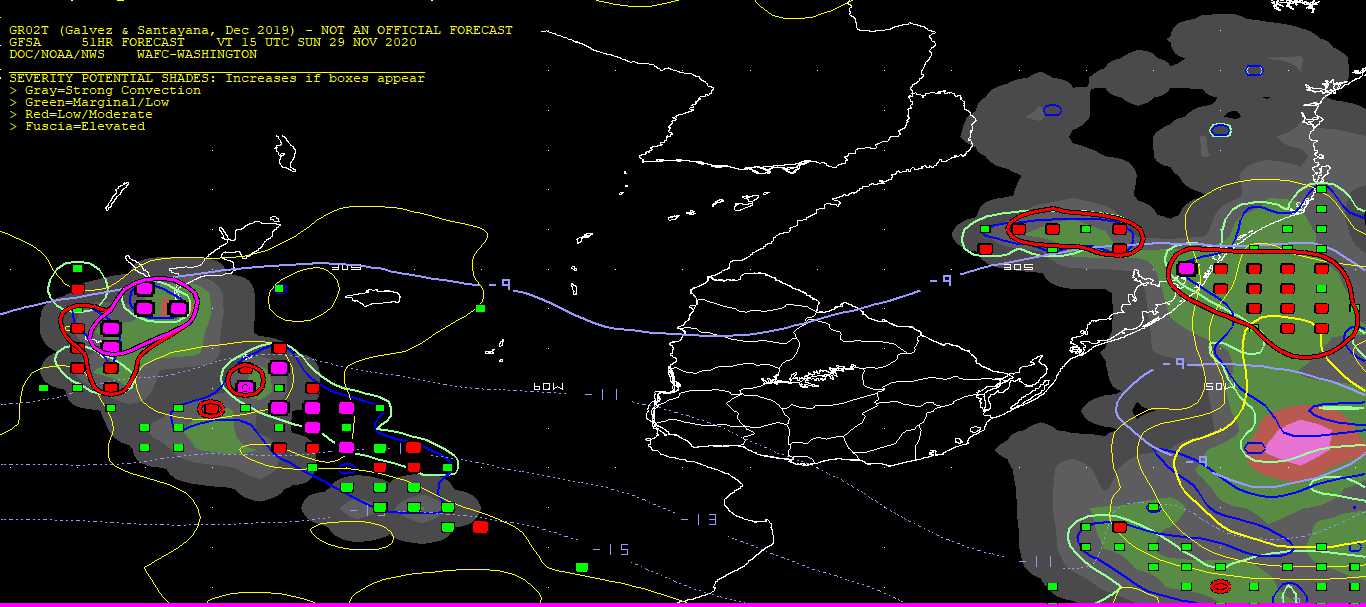 GR02T (Galvez & Santayana, Dec 2019) - NOT AN OFFICIAL FORECAST
GFSA 51HR FORECAST VT 15 UTC SUN 29 NOV 2020
DOC/NOAA/NWS WAFC-WASHINGTON
SEVERITY POTENTIAL SHADES: Increases if boxes appear
> Gray=Strong Convection
> Green=Marginal/Low
> Red=Low/Moderate
> Fuscia=Elevated
30S
-9
-9
30S
-9
60W
-11
50W
-9
-13
-15
-11